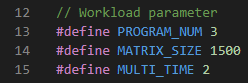 12 // Workload parameter
13 #define PROGRAM_NUM 3
14 #define MATRIX_SIZE 1500
15 #define MULTI_TIME 2